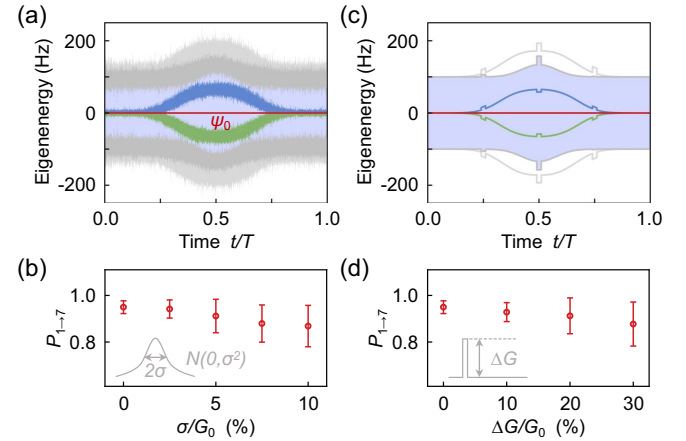 (a)
Eigenenergy (Hz)
200
0
-200
ψ0
0.0 0.5 1.0
Time t/T
(c)
Eigenenergy (Hz)
200
0
-200
0.0 0.5 1.0
Time t/T
(b)
P1→7
1.0
0.8
2σ
N(0,σ²)
0 5 10
σ/G0 (%)
(d)
P1→7
1.0
0.8
ΔG
0 10 20 30
ΔG/G0 (%)